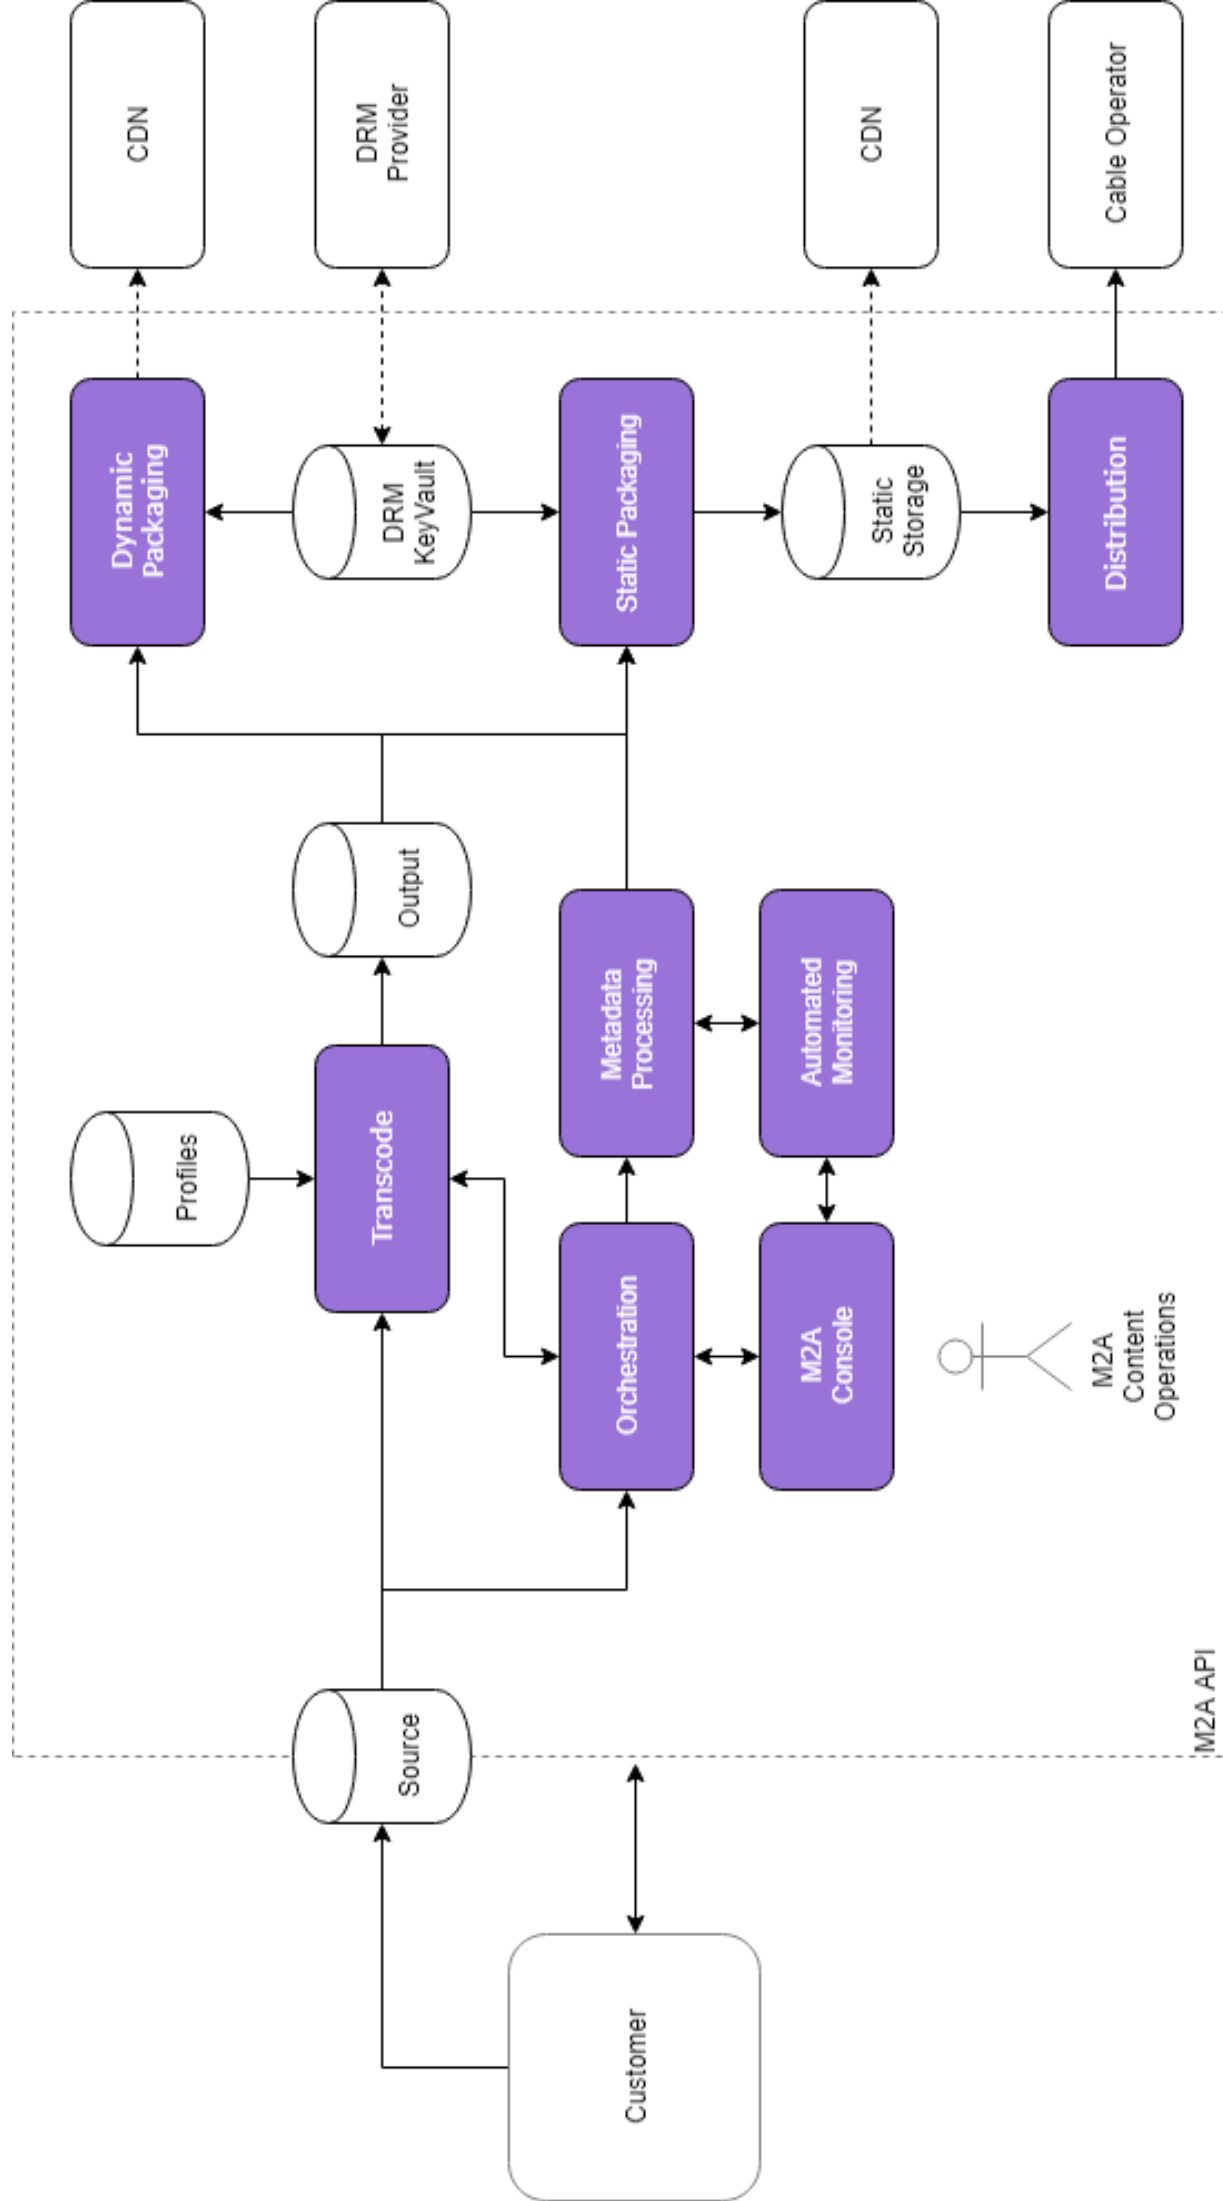 Profiles
Dynamic
Packaging
CDN
Source
Transcode
Output
DRM
KeyVault
DRM
Provider
Customer
Orchestration
Metadata
Processing
Static Packaging
M2A
Console
Automated
Monitoring
Static
Storage
CDN
M2A
Content
Operations
Distribution
Cable Operator
M2A API